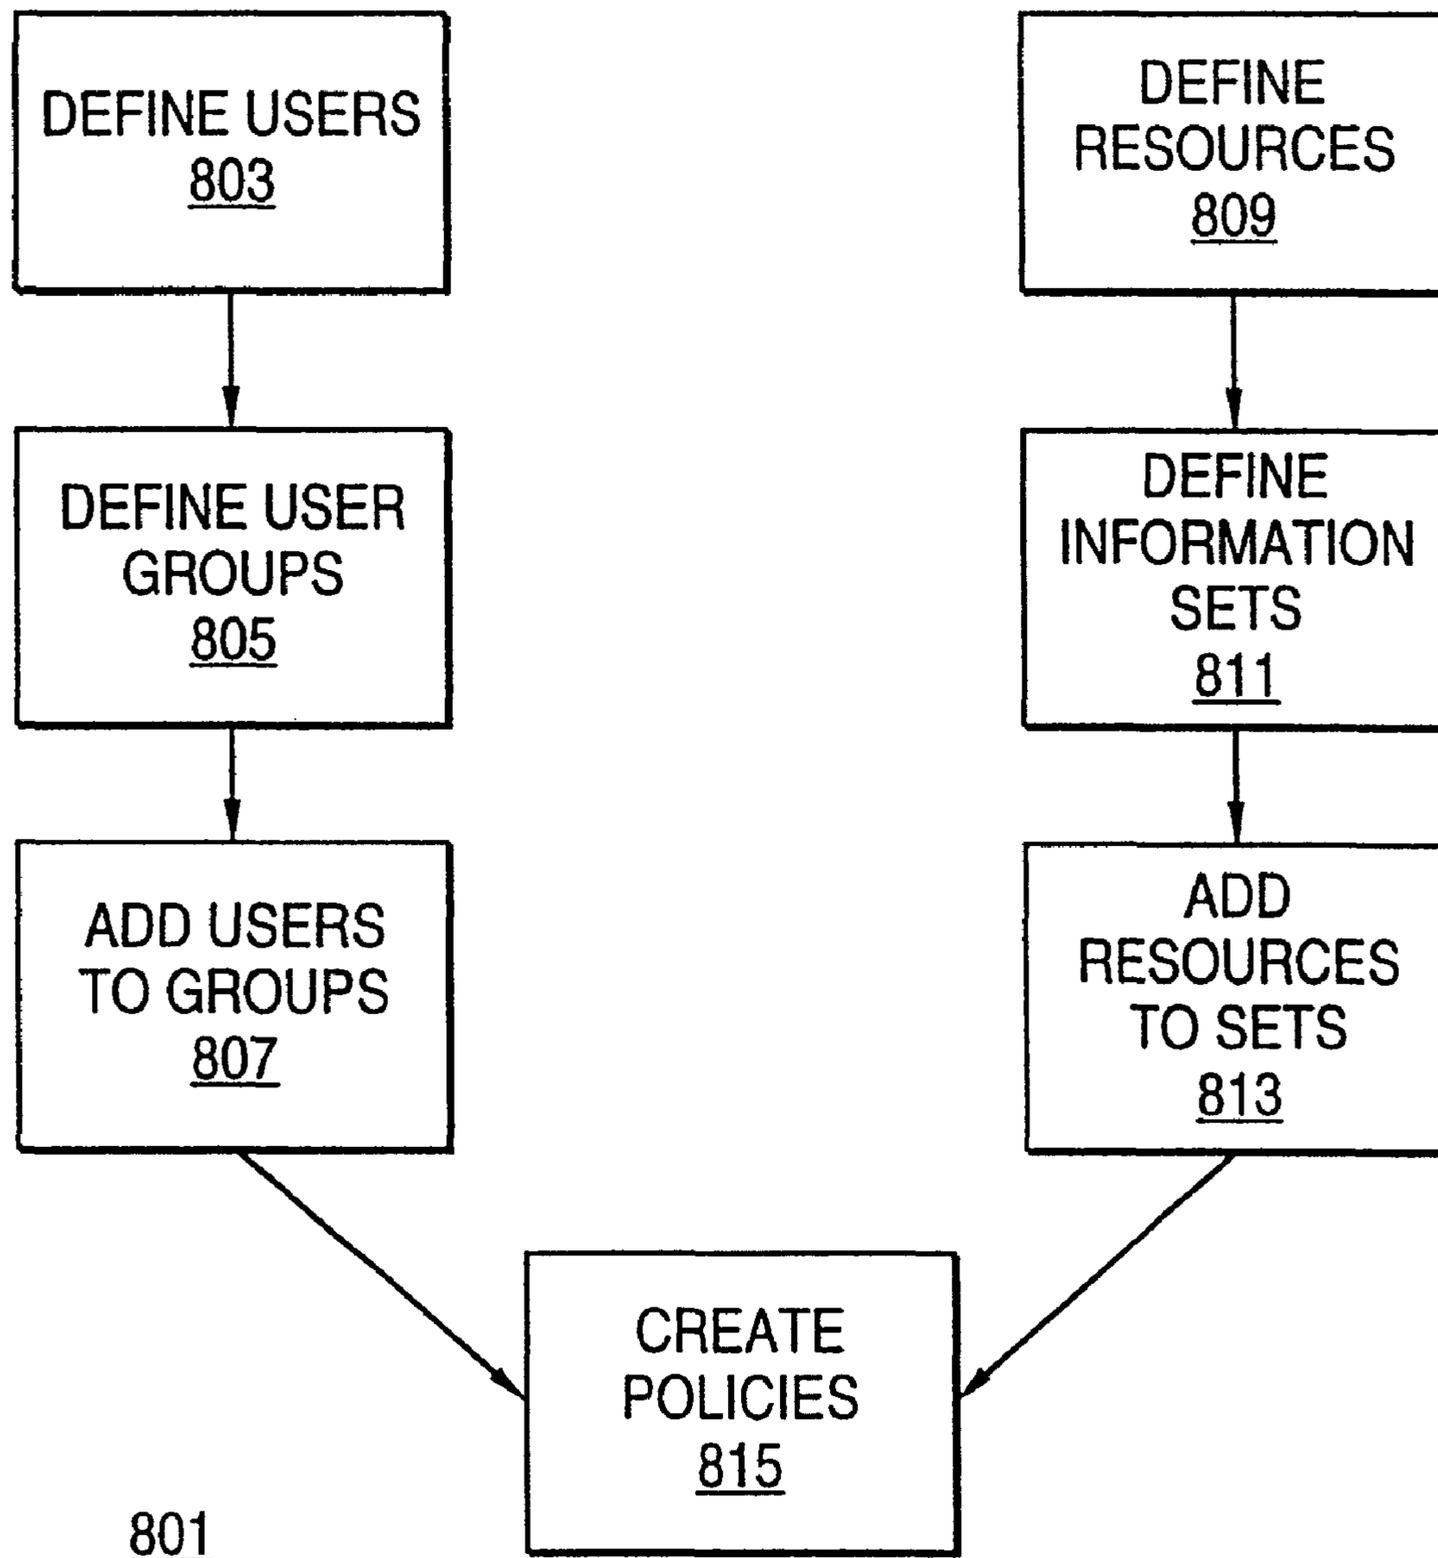 DEFINE USERS
803
DEFINE USER
GROUPS
805
ADD USERS
TO GROUPS
807
DEFINE
RESOURCES
809
DEFINE
INFORMATION
SETS
811
ADD
RESOURCES
TO SETS
813
CREATE
POLICIES
815
801